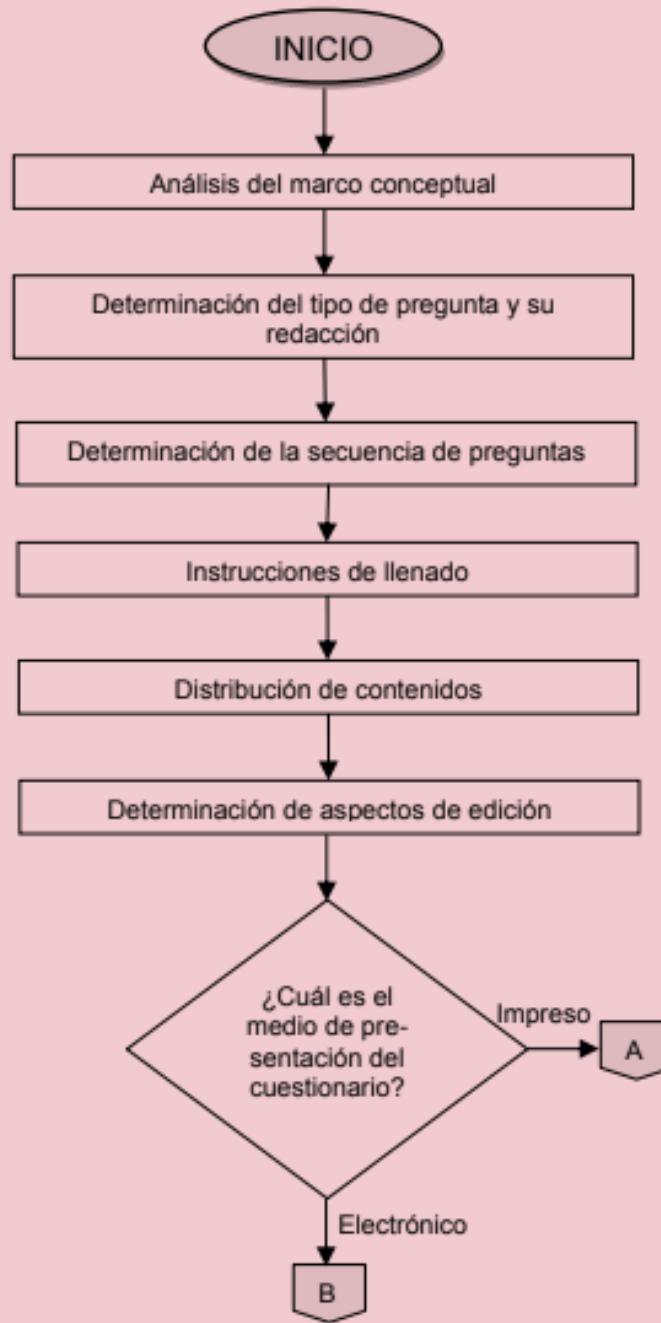 INICIO
Análisis del marco conceptual
Determinación del tipo de pregunta y su
redacción
Determinación de la secuencia de preguntas
Instrucciones de llenado
Distribución de contenidos
Determinación de aspectos de edición
¿Cuál es el
medio de pre-
sentación del
cuestionario?
Impreso
A
Electrónico
B